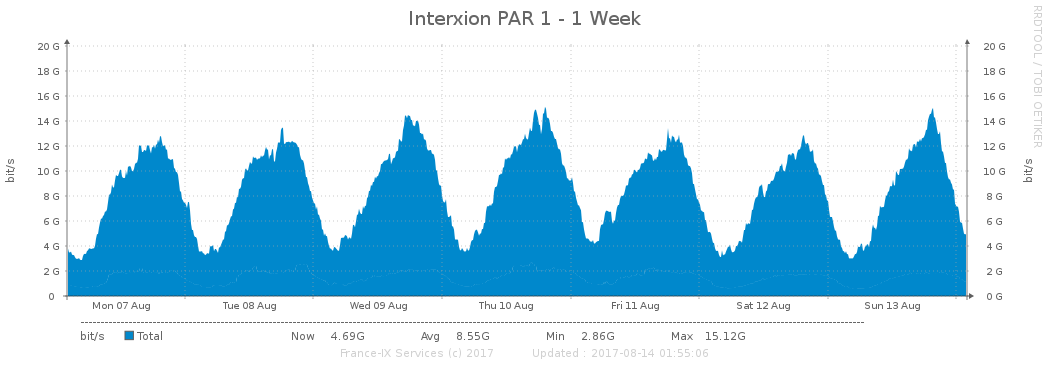 Interxion PAR 1 - 1 Week
RRDTOOL / TOBI OETIKER
bit/s
20 G 20 G
18 G 18 G
16 G 16 G
14 G 14 G
12 G 12 G
10 G 10 G
8 G 8 G
6 G 6 G
4 G 4 G
2 G 2 G
0 0 G
bit/s
Mon 07 Aug Tue 08 Aug Wed 09 Aug Thu 10 Aug Fri 11 Aug Sat 12 Aug Sun 13 Aug
bit/s Total Now 4.69G Avg 8.55G Min 2.86G Max 15.12G
France-IX Services (c) 2017 Updated : 2017-08-14 01:55:06